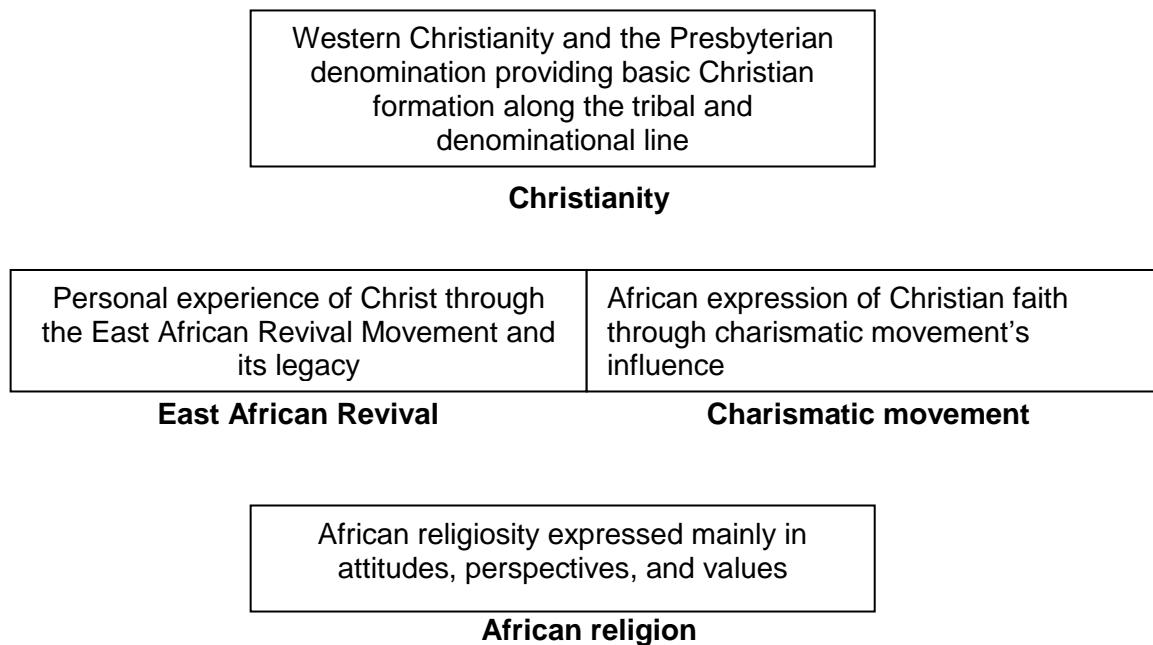 Western Christianity and the Presbyterian
denomination providing basic Christian
formation along the tribal and
denominational line
Christianity
Personal experience of Christ through
the East African Revival Movement and
its legacy
East African Revival
African expression of Christian faith
through charismatic movement's
influence
Charismatic movement
African religiosity expressed mainly in
attitudes, perspectives, and values
African religion